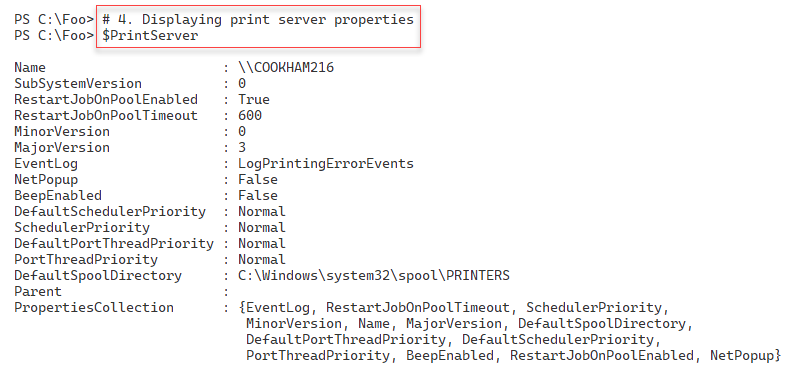 PS C:\Foo> # 4. Displaying print server properties
PS C:\Foo> $PrintServer
Name : \\COOKHAM216
SubSystemVersion : 0
RestartJobOnPoolEnabled : True
RestartJobOnPoolTimeout : 600
MinorVersion : 0
MajorVersion : 3
EventLog : LogPrintingErrorEvents
NetPopup : False
BeepEnabled : False
DefaultSchedulerPriority : Normal
SchedulerPriority : Normal
DefaultPortThreadPriority : Normal
PortThreadPriority : Normal
DefaultSpoolDirectory : C:\Windows\system32\spool\PRINTERS
Parent :
PropertiesCollection : {EventLog, RestartJobOnPoolTimeout, SchedulerPriority,
MinorVersion, Name, MajorVersion, DefaultSpoolDirectory,
DefaultPortThreadPriority, DefaultSchedulerPriority,
PortThreadPriority, BeepEnabled, RestartJobOnPoolEnabled, NetPopup}